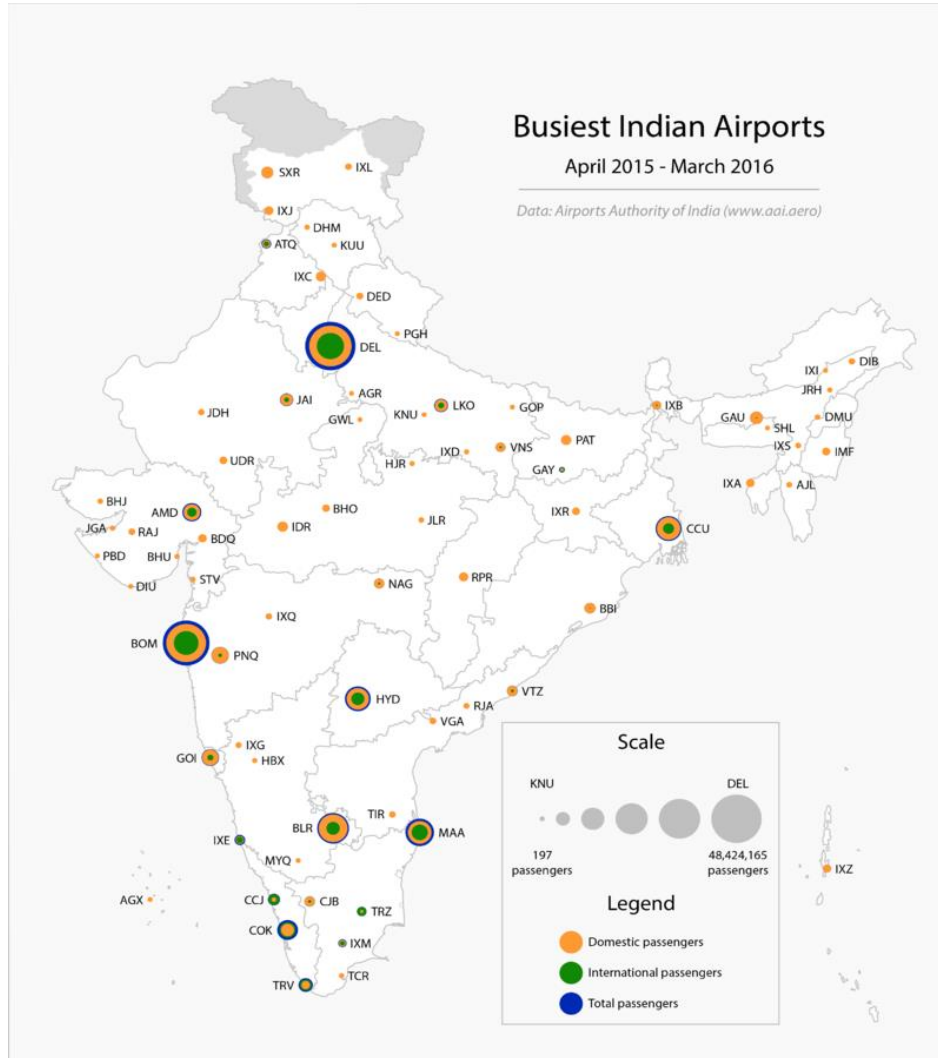 Busiest Indian Airports
April 2015 - March 2016
Data: Airports Authority of India (www.aai.aero)
SXR
IXL
IXJ
DHM
ATQ
KUU
IXC
DED
PGH
DEL
DIB
IXI
JRH
AGR
JAI
LKO
IXB
JDH
KNU
GOP
GAU
DMU
GWL
SHL
PAT
IXS
VNS
IXD
IMF
UDR
HJR
GAY
IXA
AJL
BHJ
AMD
BHO
IXR
JLR
IDR
JGA
RAJ
CCU
BDQ
PBD
BHU
RPR
STV
NAG
DIU
BBI
IXQ
BOM
PNQ
VTZ
HYD
RJA
VGA
IXG
GOI
HBX
Scale
KNU
DEL
TIR
BLR
MAA
IXE
197
passengers
48,424,165
passengers
MYQ
IXZ
AGX
CCJ
CJB
Legend
TRZ
COK
Domestic passengers
IXM
International passengers
TCR
TRV
Total passengers